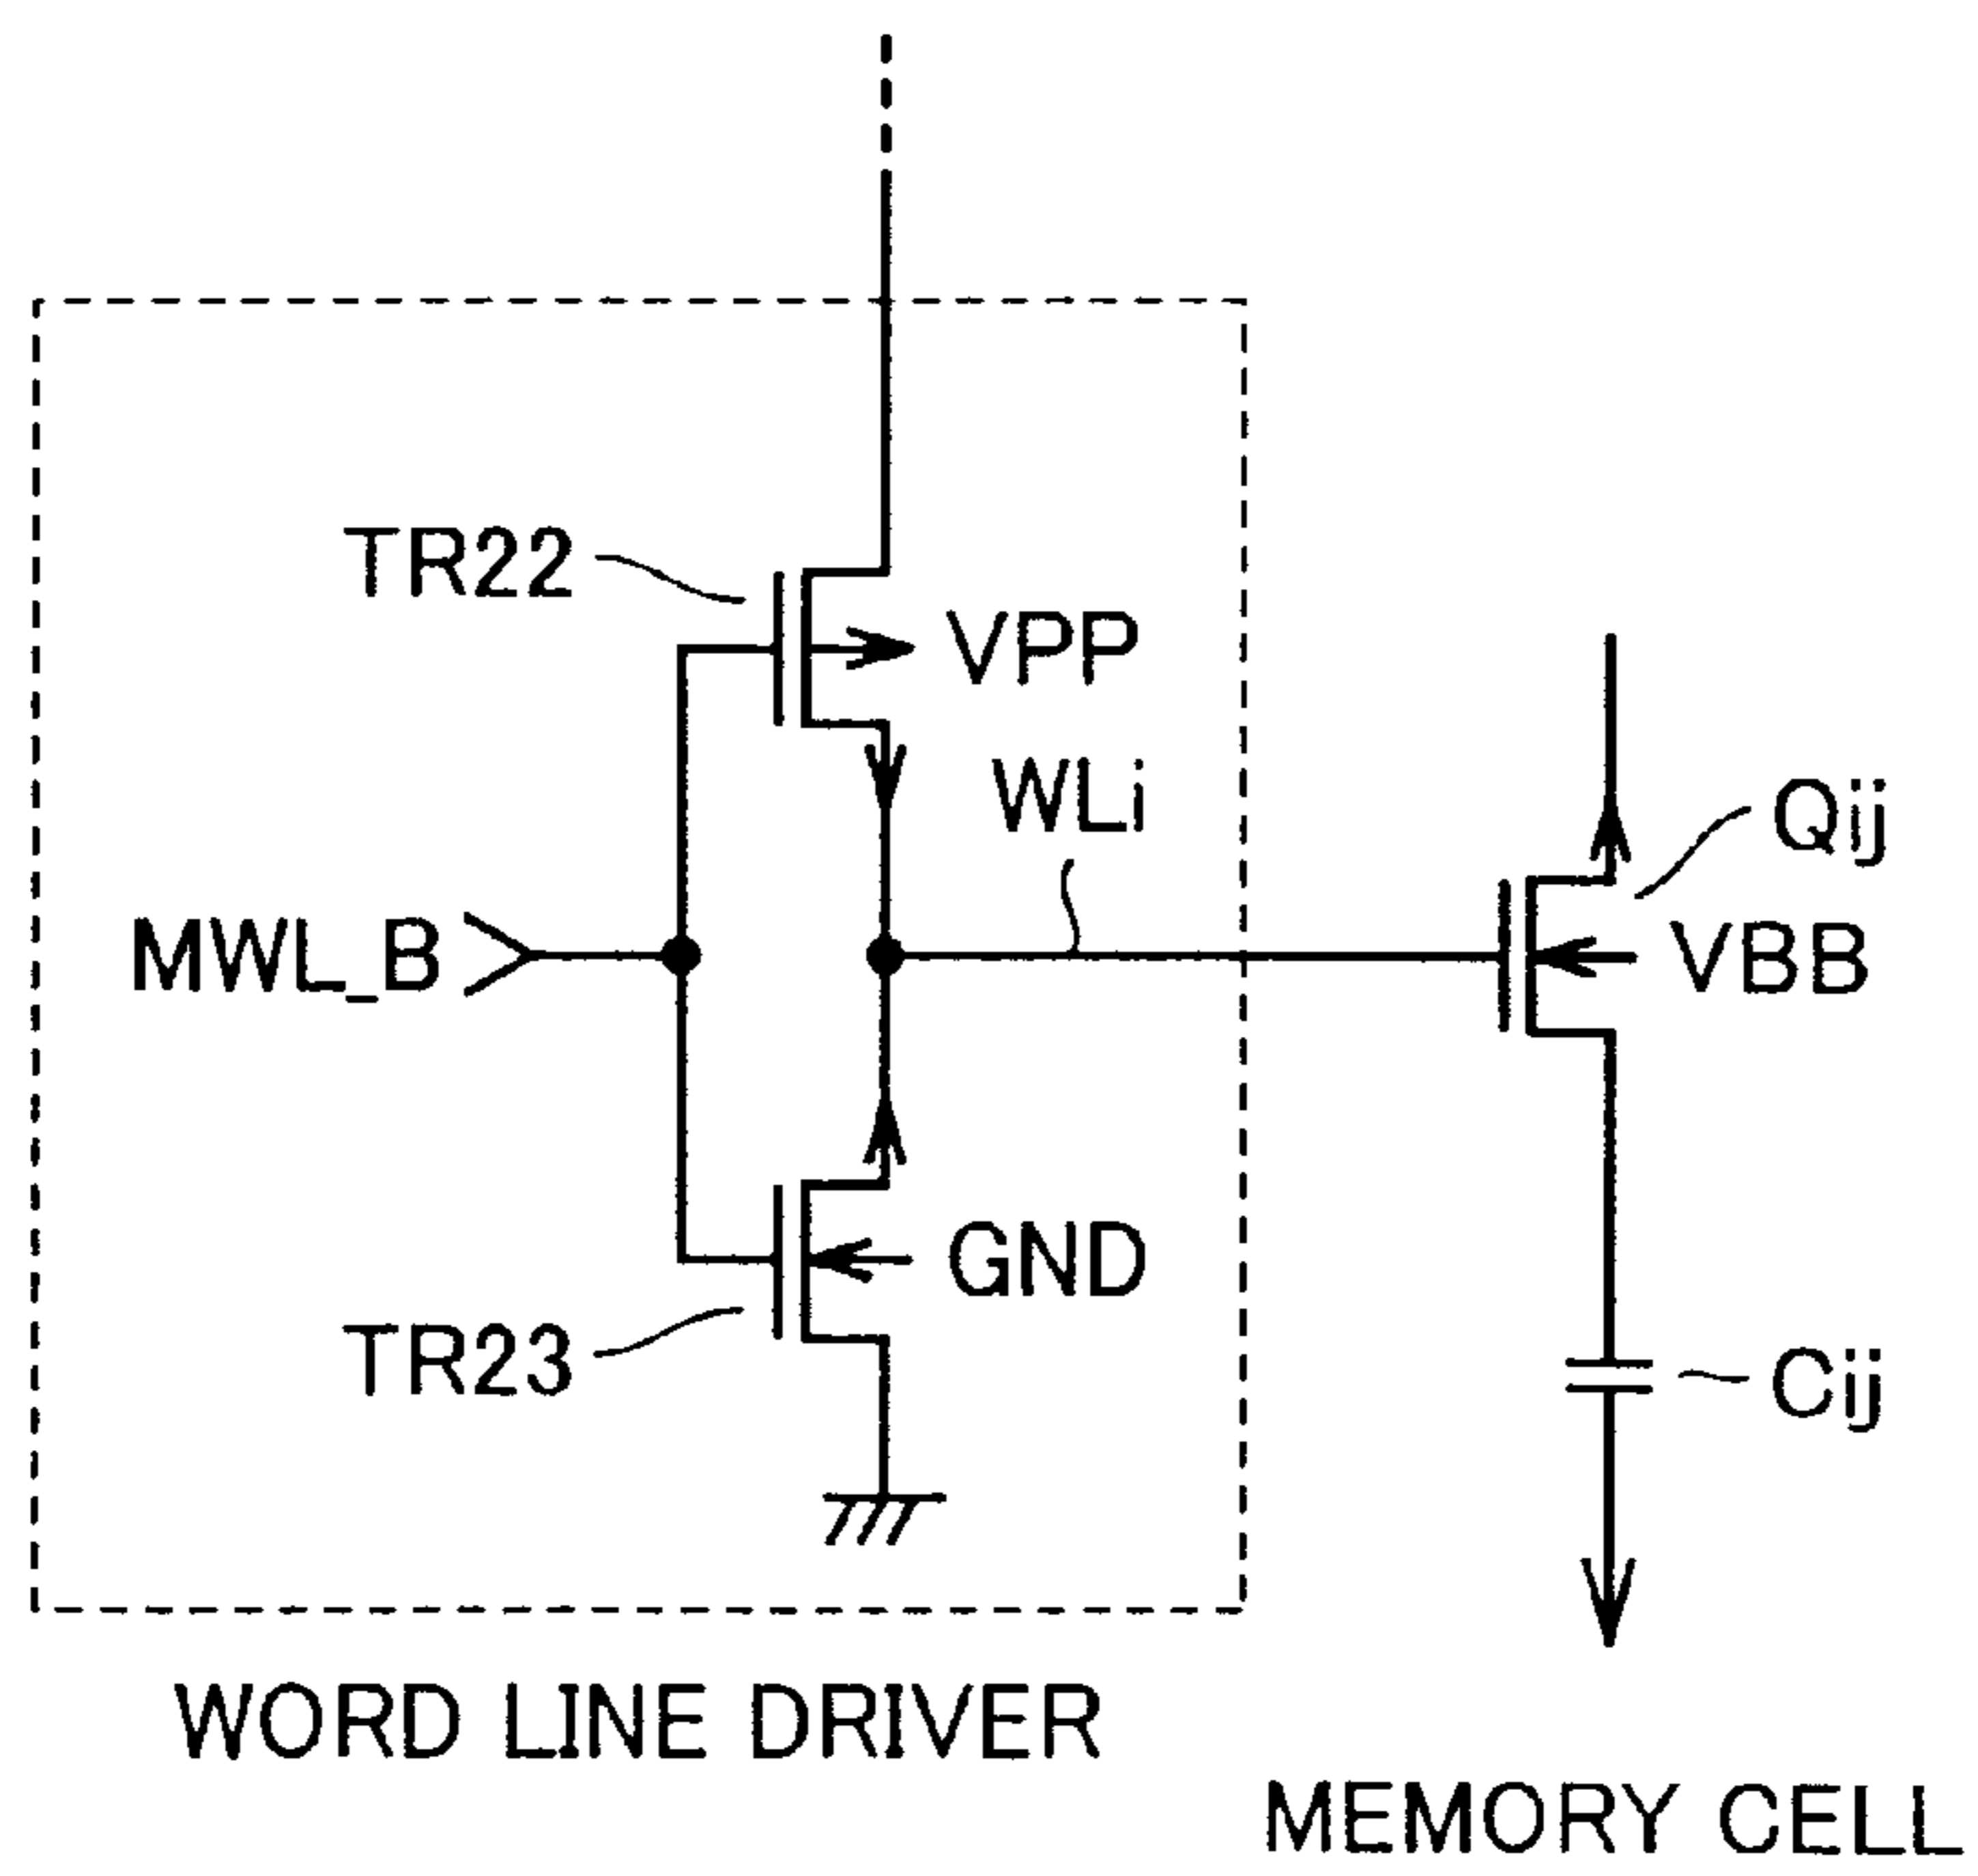 TR22
VPP
WLi
Qij
MWL_B
VBB
GND
TR23
Cij
WORD LINE DRIVER
MEMORY CELL